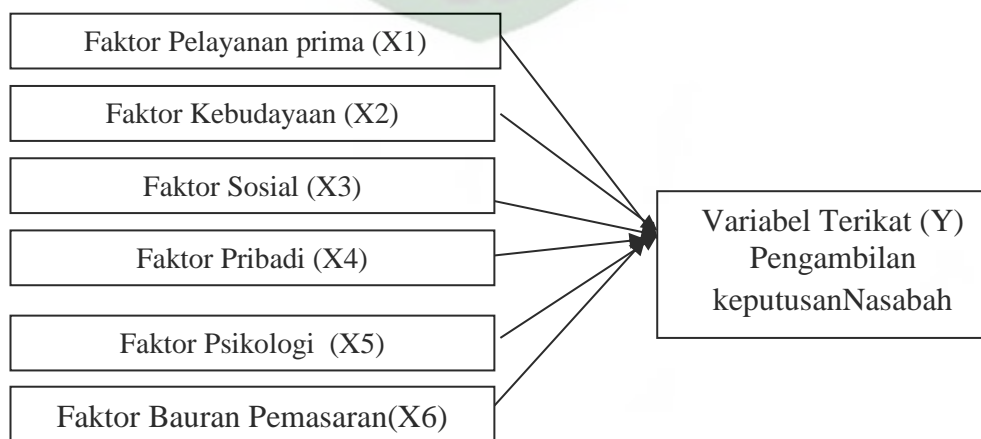 Faktor Pelayanan prima (X1)
Faktor Kebudayaan (X2)
Faktor Sosial (X3)
Faktor Pribadi (X4)
Faktor Psikologi  (X5)
Faktor Bauran Pemasaran(X6)
Variabel Terikat (Y)
Pengambilan
keputusanNasabah